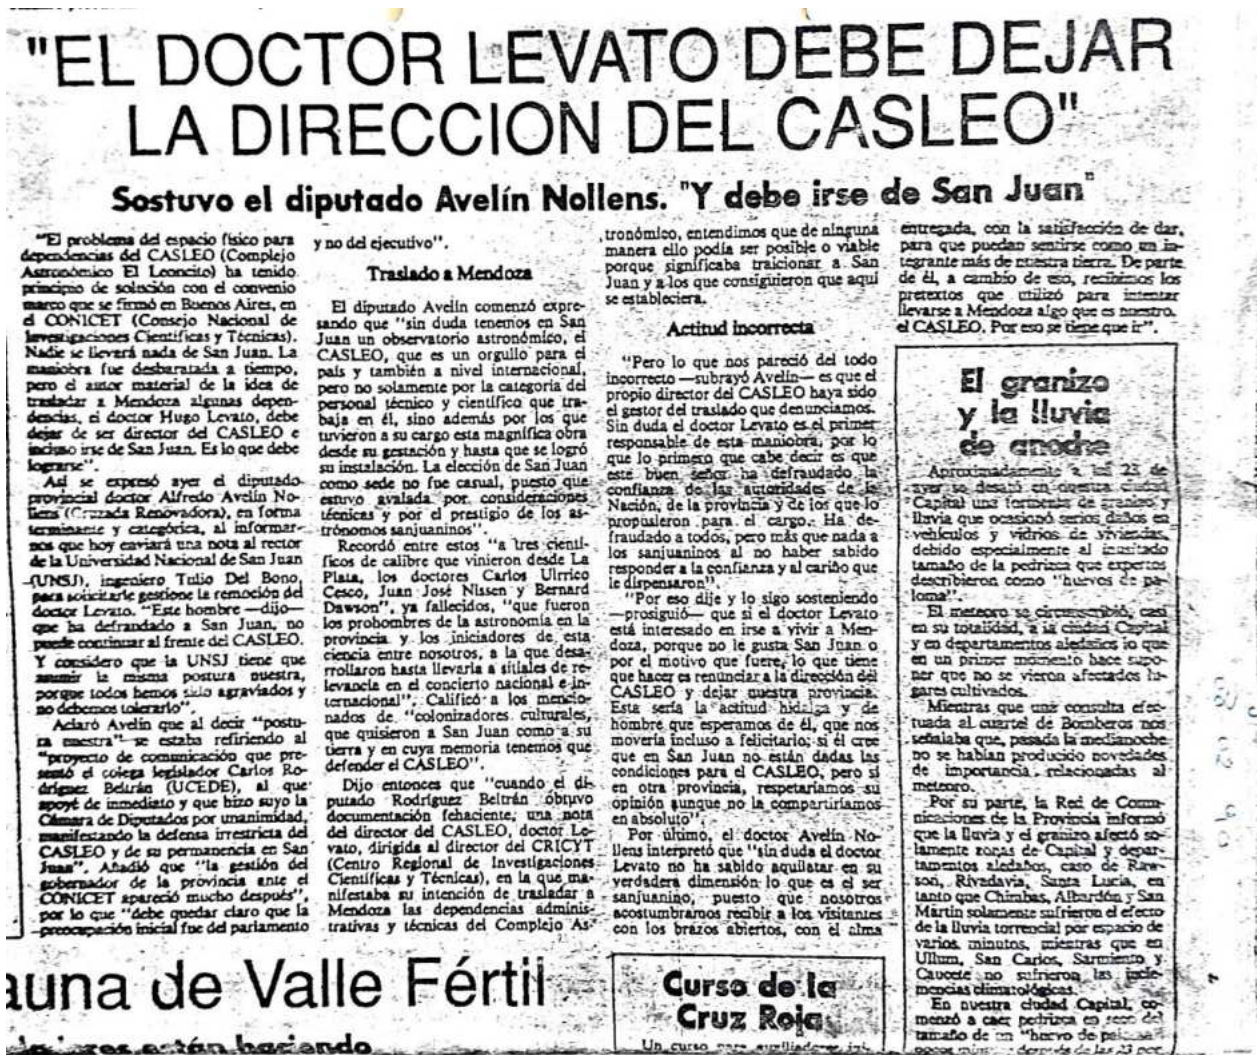 "EL DOCTOR LEVATO DEBE DEJAR
LA DIRECCION DEL CASLEO"
Sostuvo el diputado Avelín Nollens. "Y debe irse de San Juan"
"El problema del espacio físico para
dependencias del CASLEO (Complejo
Astronómico El Leoncito) ha tenido
principio de solución con el convenio
marco que se firmó en Buenos Aires, en
el CONICET (Consejo Nacional de
Investigaciones Científicas y Técnicas).
Nadie se llevará nada de San Juan. La
maniobra fue desbaratada a tiempo,
pero el autor material de la idea de
trasladar a Mendoza algunas depen-
dencias, el doctor Hugo Levato, debe
dejar de ser director del CASLEO e
incluso irse de San Juan. Es lo que debe
lograrse".
Así se expresó ayer el diputado
provincial doctor Alfredo Avelín No-
llens (Cruzada Renovadora), en forma
terminante y categórica, al informar-
nos que hoy enviará una nota al rector
de la Universidad Nacional de San Juan
(UNSJ), ingeniero Tulio Del Bono,
para solicitarle gestione la remoción del
doctor Levato. "Este hombre —dijo—
que ha defraudado a San Juan, no
puede continuar al frente del CASLEO.
Y considero que la UNSJ tiene que
asumir la misma postura nuestra,
porque todos hemos sido agraviados y
no debemos tolerarlo".
Aclaró Avelín que al decir "postu-
ra nuestra" se estaba refiriendo al
"proyecto de comunicación que pre-
sentó el colega legislador Carlos Ro-
dríguez Beltrán (UCEDE), al que
apoyé de inmediato y que hizo suyo la
Cámara de Diputados por unanimidad,
manifestando la defensa irrestricta del
CASLEO y de su permanencia en San
Juan". Añadió que "la gestión del
gobernador de la provincia ante el
CONICET apareció mucho después",
por lo que "debe quedar claro que la
preocupación inicial fue del parlamento
y no del ejecutivo".
Traslado a Mendoza
El diputado Avelín comenzó expre-
sando que "sin duda tenemos en San
Juan un observatorio astronómico, el
CASLEO, que es un orgullo para el
país y también a nivel internacional,
pero no solamente por la categoría del
personal técnico y científico que tra-
baja en él, sino además por los que
tuvieron a su cargo esta magnífica obra
desde su gestación y hasta que se logró
su instalación. La elección de San Juan
como sede no fue casual, puesto que
estuvo avalada por consideraciones
técnicas y por el prestigio de los as-
trónomos sanjuaninos".
Recordó entre estos "a tres cientí-
ficos de calibre que vinieron desde La
Plata, los doctores Carlos Ulrrico
Cesco, Juan José Nissen y Bernard
Dawson", ya fallecidos, "que fueron
los prohombres de la astronomía en la
provincia y los iniciadores de esta
ciencia entre nosotros, a la que desa-
rrollaron hasta llevarla a sitiales de re-
levancia en el concierto nacional e in-
ternacional". Calificó a los mencio-
nados de "colonizadores culturales,
que quisieron a San Juan como a su
tierra y en cuya memoria tenemos que
defender el CASLEO".
Dijo entonces que "cuando el di-
putado Rodríguez Beltrán obtuvo
documentación fehaciente, una nota
del director del CASLEO, doctor Le-
vato, dirigida al director del CRICYT
(Centro Regional de Investigaciones
Científicas y Técnicas), en la que ma-
nifestaba su intención de trasladar a
Mendoza las dependencias adminis-
trativas y técnicas del Complejo As-
tronómico, entendimos que de ninguna
manera ello podía ser posible o viable
porque significaba traicionar a San
Juan y a los que consiguieron que aquí
se estableciera.
Actitud incorrecta
"Pero lo que nos pareció del todo
incorrecto —subrayó Avelín— es que el
propio director del CASLEO haya sido
el gestor del traslado que denunciamos.
Sin duda el doctor Levato es el primer
responsable de esta maniobra, por lo
que lo primero que cabe decir es que
este buen señor ha defraudado la
confianza de las autoridades de la
Nación, de la provincia y de los que lo
propusieron para el cargo. Ha de-
fraudado a todos, pero más que nada a
los sanjuaninos al no haber sabido
responder a la confianza y al cariño que
le dispensaron".
"Por eso dije y lo sigo sosteniendo
—prosiguió— que si el doctor Levato
está interesado en irse a vivir a Men-
doza, porque no le gusta San Juan o
por el motivo que fuere, lo que tiene
que hacer es renunciar a la dirección del
CASLEO y dejar nuestra provincia.
Esta sería la actitud hidalga y de
hombre que esperamos de él, que nos
movería incluso a felicitarlo; si él cree
que en San Juan no están dadas las
condiciones para el CASLEO, pero sí
en otra provincia, respetaríamos su
opinión aunque no la compartiríamos
en absoluto".
Por último, el doctor Avelín No-
llens interpretó que "sin duda el doctor
Levato no ha sabido aquilatar en su
verdadera dimensión lo que es el ser
sanjuanino, puesto que nosotros
acostumbramos recibir a los visitantes
con los brazos abiertos, con el alma
entregada, con la satisfacción de dar,
para que puedan sentirse como un in-
tegrante más de nuestra tierra. De parte
de él, a cambio de eso, recibimos los
pretextos que utilizó para intentar
llevarse a Mendoza algo que es nuestro,
el CASLEO. Por eso se tiene que ir".
El granizo
y la lluvia
de anoche
Aproximadamente a las 23 de
ayer se desató en nuestra ciudad
Capital una tormenta de granizo y
lluvia que ocasionó serios daños en
vehículos y vidrios de viviendas,
debido especialmente al inusitado
tamaño de la pedrizca que expertos
describieron como "huevos de pa-
loma".
El meteoro se circunscribió, casi
en su totalidad, a la ciudad Capital
y en departamentos aledaños lo que
en un primer momento hace supo-
ner que no se vieron afectados lu-
gares cultivados.
Mientras que una consulta efec-
tuada al cuartel de Bomberos nos
señalaba que, pasada la medianoche
no se habían producido novedades
de importancia relacionadas al
meteoro.
Por su parte, la Red de Comu-
nicaciones de la Provincia informó
que la lluvia y el granizo afectó so-
lamente zonas de Capital y depar-
tamentos aledaños, caso de Raw-
son, Rivadavia, Santa Lucía, en
tanto que Chimbas, Albardón y San
Martín solamente sufrieron el efecto
de la lluvia torrencial por espacio de
varios minutos, mientras que en
Ullum, San Carlos, Sarmiento y
Caucete no sufrieron las incle-
mencias climatológicas.
En nuestra ciudad Capital, co-
menzó a caer pedrizca en seco del
tamaño de un "huevo de paloma"
auna de Valle Fértil
están haciendo
Curso de la
Cruz Roja
Un curso para auxiliares